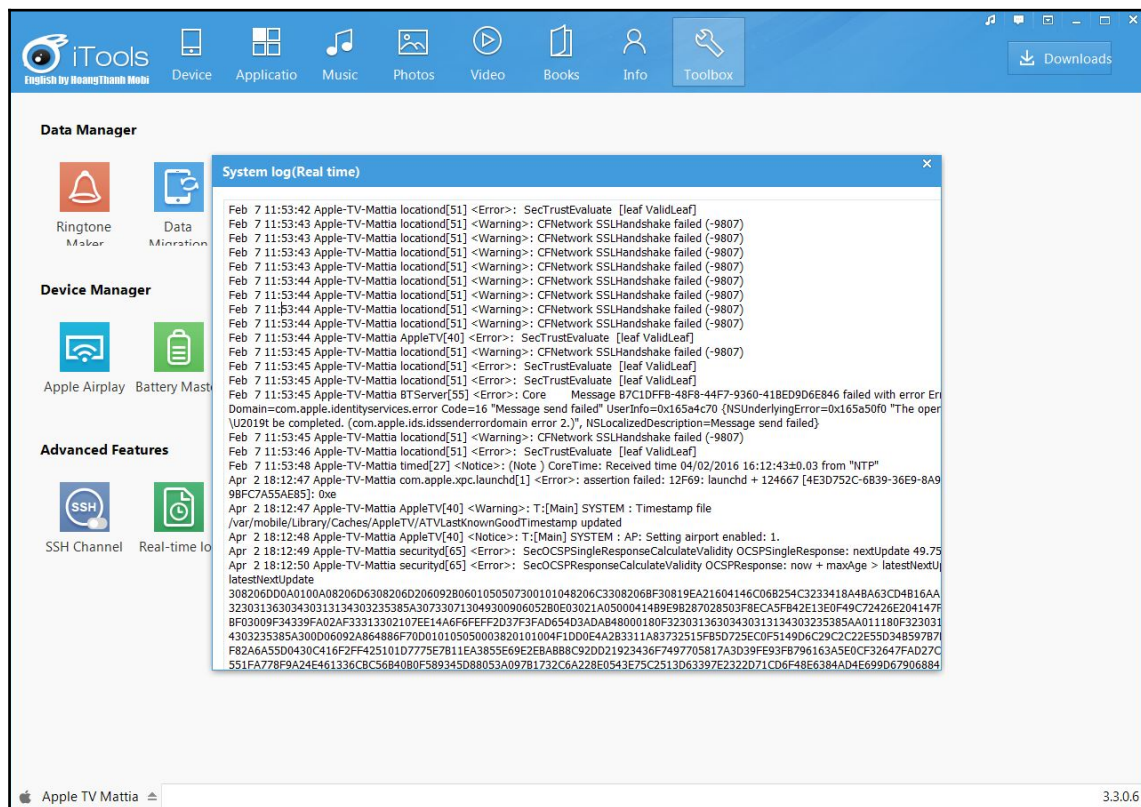 iTools
English by HoangThanh Mobi
Device
Applicatio
Music
Photos
Video
Books
Info
Toolbox
Downloads
Data Manager
Ringtone
Maker
Data
Migration
Device Manager
Apple Airplay
Battery Mast
Advanced Features
SSH
SSH Channel
Real-time lo
System log(Real time)
Feb 7 11:53:42 Apple-TV-Mattia locationd[51] <Error>: SecTrustEvaluate [leaf ValidLeaf]
Feb 7 11:53:43 Apple-TV-Mattia locationd[51] <Warning>: CFNetwork SSLHandshake failed (-9807)
Feb 7 11:53:43 Apple-TV-Mattia locationd[51] <Warning>: CFNetwork SSLHandshake failed (-9807)
Feb 7 11:53:43 Apple-TV-Mattia locationd[51] <Warning>: CFNetwork SSLHandshake failed (-9807)
Feb 7 11:53:43 Apple-TV-Mattia locationd[51] <Warning>: CFNetwork SSLHandshake failed (-9807)
Feb 7 11:53:44 Apple-TV-Mattia locationd[51] <Warning>: CFNetwork SSLHandshake failed (-9807)
Feb 7 11:53:44 Apple-TV-Mattia locationd[51] <Warning>: CFNetwork SSLHandshake failed (-9807)
Feb 7 11:53:44 Apple-TV-Mattia locationd[51] <Warning>: CFNetwork SSLHandshake failed (-9807)
Feb 7 11:53:44 Apple-TV-Mattia locationd[51] <Warning>: CFNetwork SSLHandshake failed (-9807)
Feb 7 11:53:44 Apple-TV-Mattia AppleTV[40] <Error>: SecTrustEvaluate [leaf ValidLeaf]
Feb 7 11:53:45 Apple-TV-Mattia locationd[51] <Warning>: CFNetwork SSLHandshake failed (-9807)
Feb 7 11:53:45 Apple-TV-Mattia locationd[51] <Error>: SecTrustEvaluate [leaf ValidLeaf]
Feb 7 11:53:45 Apple-TV-Mattia locationd[51] <Error>: SecTrustEvaluate [leaf ValidLeaf]
Feb 7 11:53:45 Apple-TV-Mattia BTServer[55] <Error>: Core Message B7C1DFFB-48F8-44F7-9360-41BED9D6E846 failed with error Err
Domain=com.apple.identityservices.error Code=16 "Message send failed" UserInfo=0x165a4c70 {NSUnderlyingError=0x165a50f0 "The oper
\U2019t be completed. (com.apple.ids.idssenderrordomain error 2.)", NSLocalizedDescription=Message send failed}
Feb 7 11:53:45 Apple-TV-Mattia locationd[51] <Warning>: CFNetwork SSLHandshake failed (-9807)
Feb 7 11:53:46 Apple-TV-Mattia locationd[51] <Error>: SecTrustEvaluate [leaf ValidLeaf]
Feb 7 11:53:48 Apple-TV-Mattia timed[27] <Notice>: (Note ) CoreTime: Received time 04/02/2016 16:12:43±0.03 from "NTP"
Apr 2 18:12:47 Apple-TV-Mattia com.apple.xpc.launchd[1] <Error>: assertion failed: 12F69: launchd + 124667 [4E3D752C-6B39-36E9-8A9
9BFC7A55AE85]: 0xe
Apr 2 18:12:47 Apple-TV-Mattia AppleTV[40] <Warning>: T:[Main] SYSTEM : Timestamp file
/var/mobile/Library/Caches/AppleTV/ATVLastKnownGoodTimestamp updated
Apr 2 18:12:48 Apple-TV-Mattia AppleTV[40] <Notice>: T:[Main] SYSTEM : AP: Setting airport enabled: 1.
Apr 2 18:12:49 Apple-TV-Mattia securityd[65] <Error>: SecOCSPSingleResponseCalculateValidity OCSPSingleResponse: nextUpdate 49.75
Apr 2 18:12:50 Apple-TV-Mattia securityd[65] <Error>: SecOCSPResponseCalculateValidity OCSPResponse: now + maxAge > latestNextUp
latestNextUpdate
Apple TV Mattia
3.3.0.6